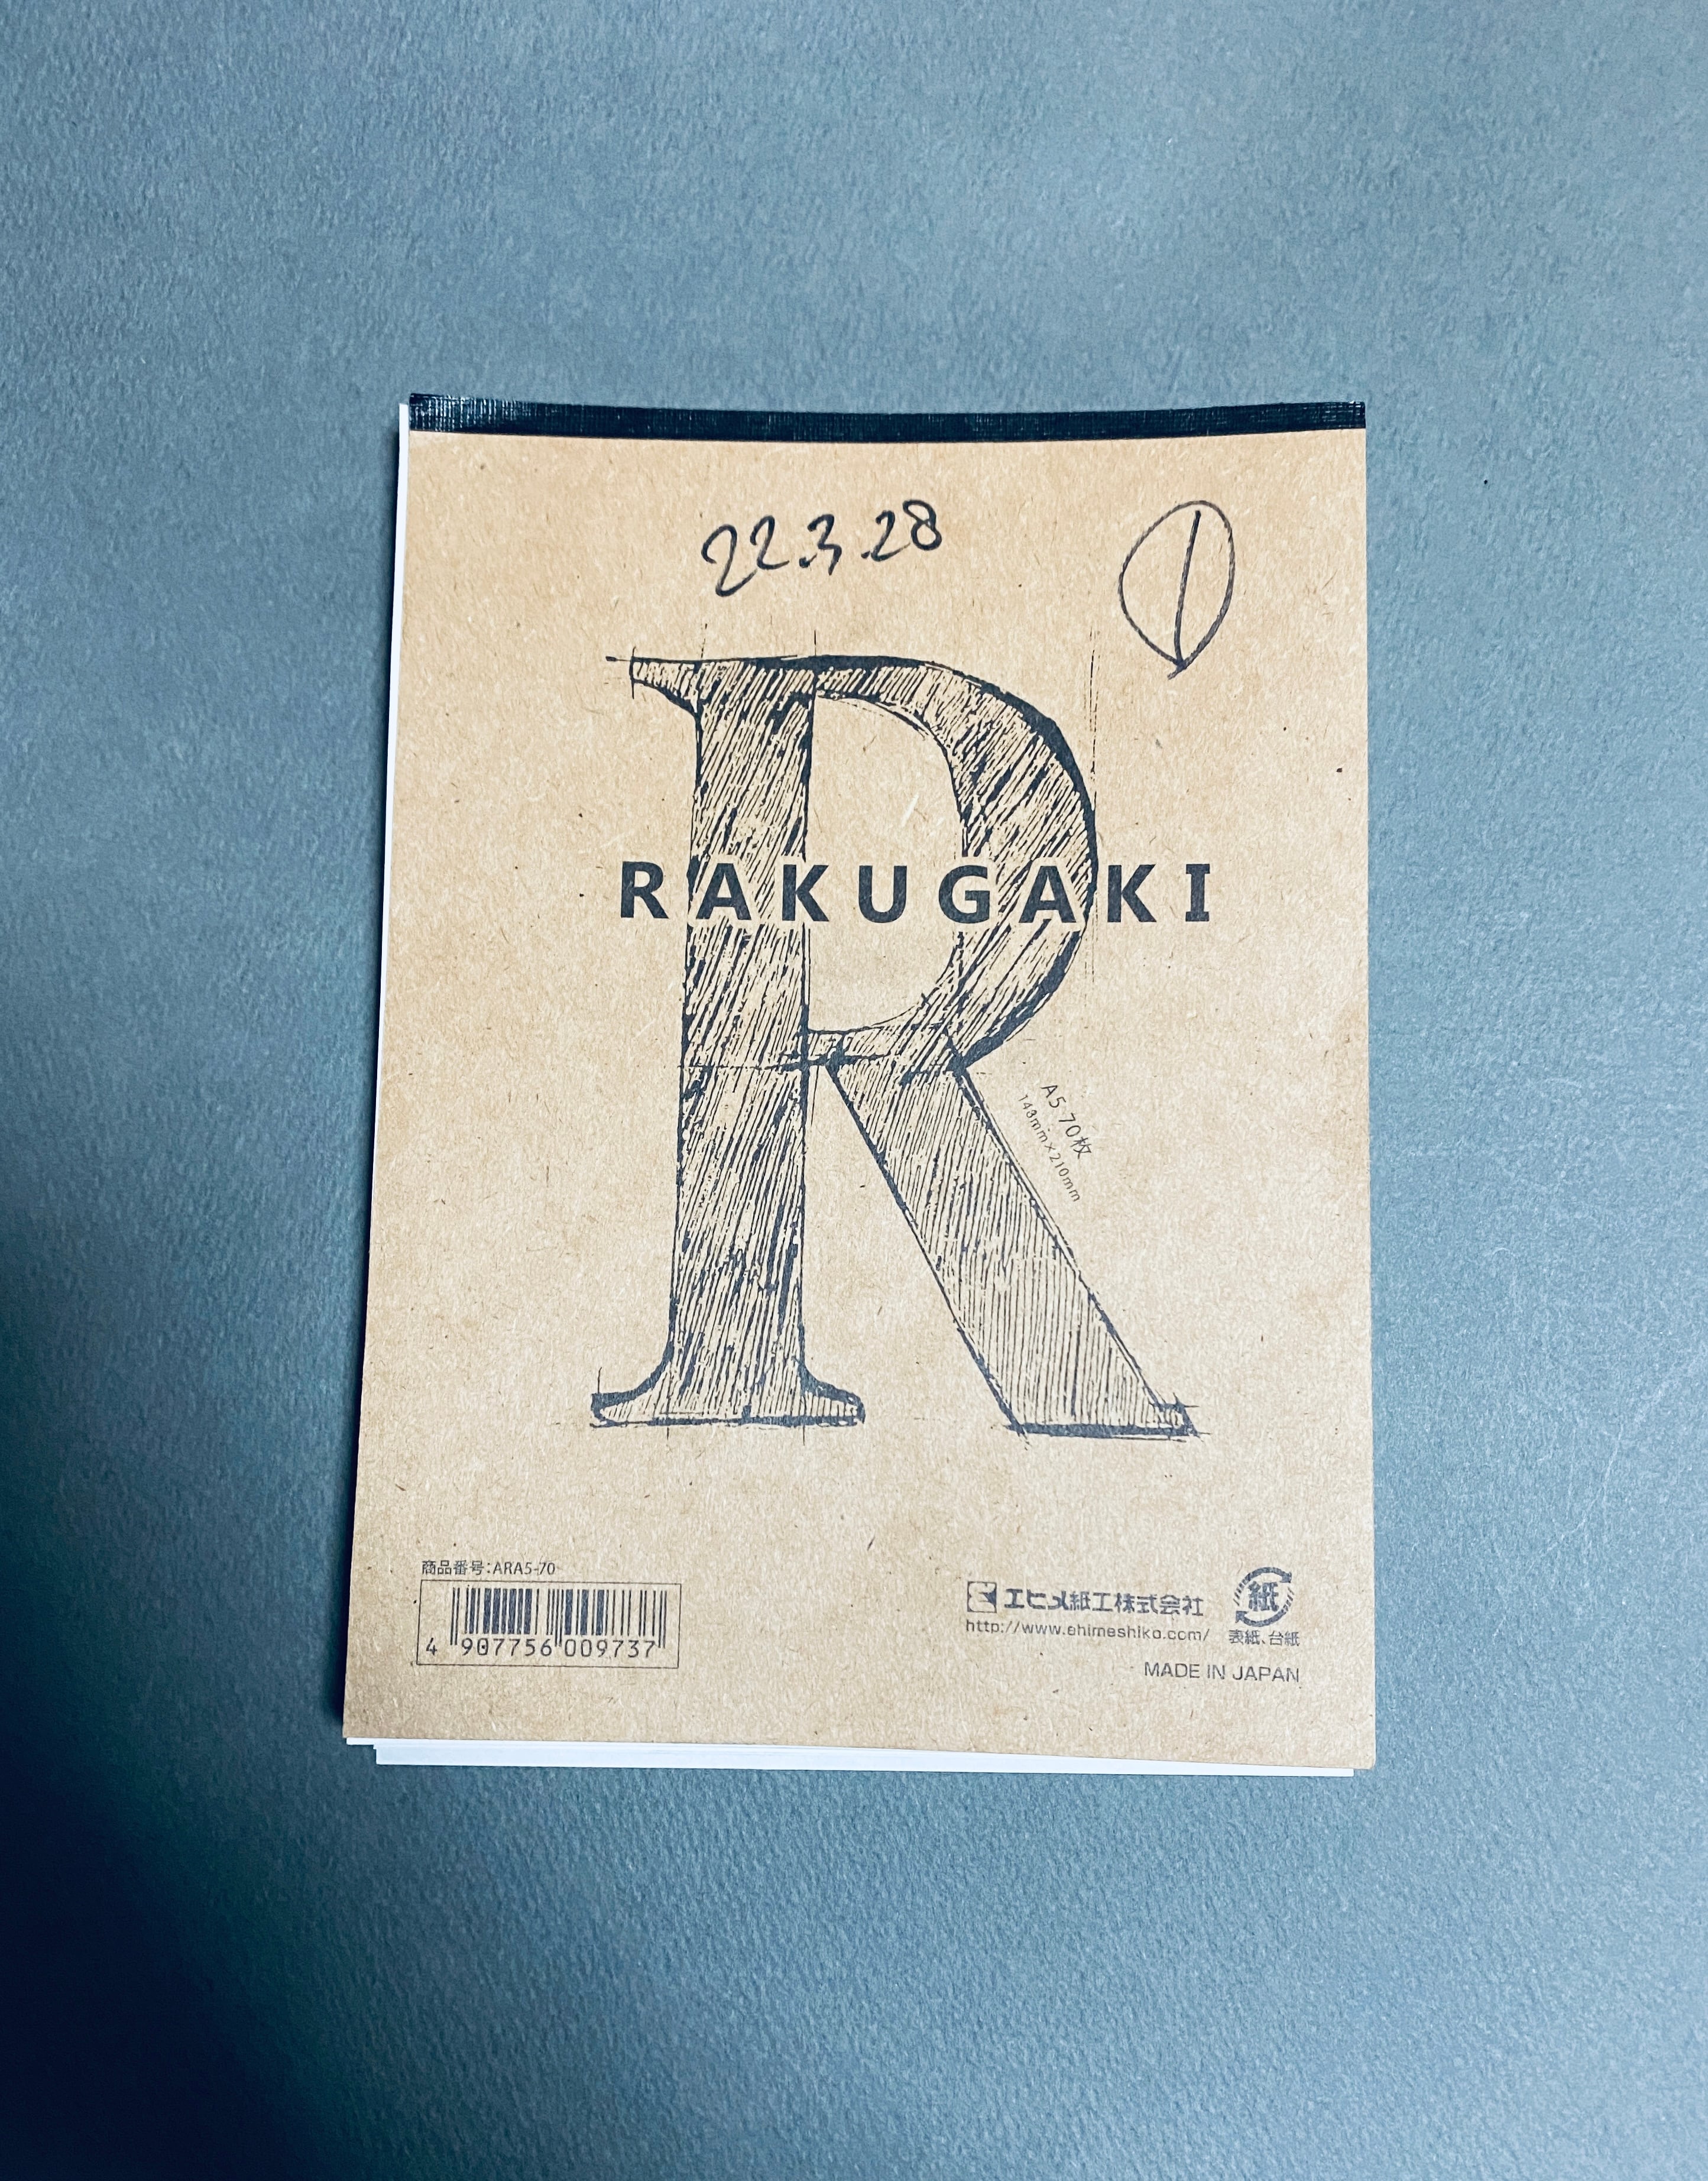 22.3.28
①
RAKUGAKI
A5 70枚
148mm×210mm
商品番号:ARA5-70
4 907756 009737
エヒメ紙工株式会社
http://www.ehimeshiko.com/
紙
表紙、台紙
MADE IN JAPAN